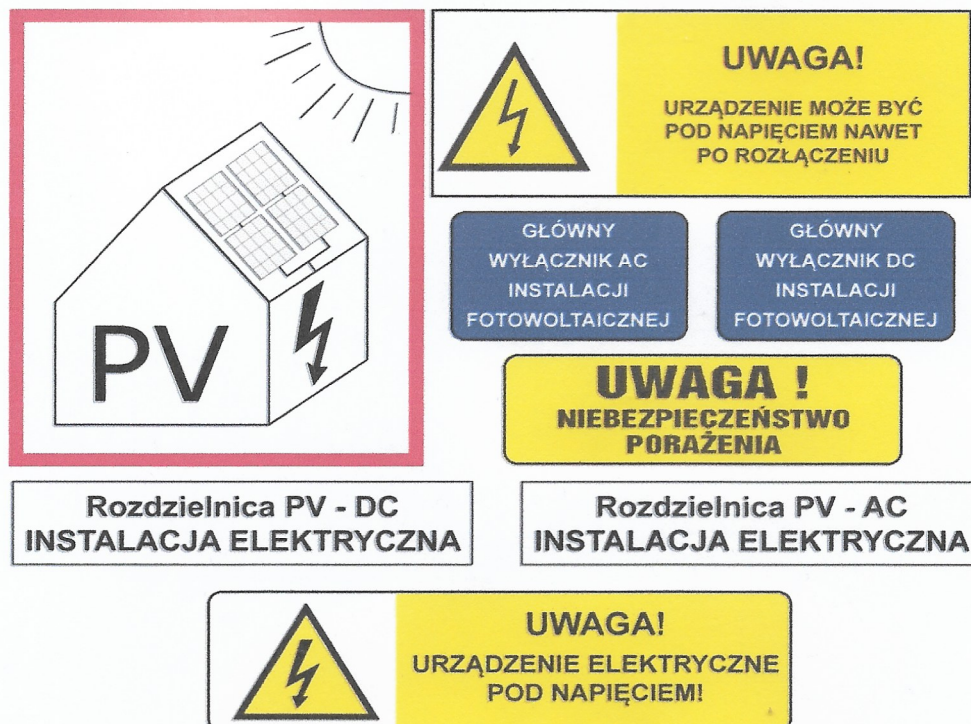 PV
UWAGA!
URZĄDZENIE MOŻE BYĆ
POD NAPIĘCIEM NAWET
PO ROZŁĄCZENIU
GŁÓWNY
WYŁĄCZNIK AC
INSTALACJI
FOTOWOLTAICZNEJ
GŁÓWNY
WYŁĄCZNIK DC
INSTALACJI
FOTOWOLTAICZNEJ
UWAGA !
NIEBEZPIECZEŃSTWO
PORAŻENIA
Rozdzielnica PV - DC
INSTALACJA ELEKTRYCZNA
Rozdzielnica PV - AC
INSTALACJA ELEKTRYCZNA
UWAGA!
URZĄDZENIE ELEKTRYCZNE
POD NAPIĘCIEM!